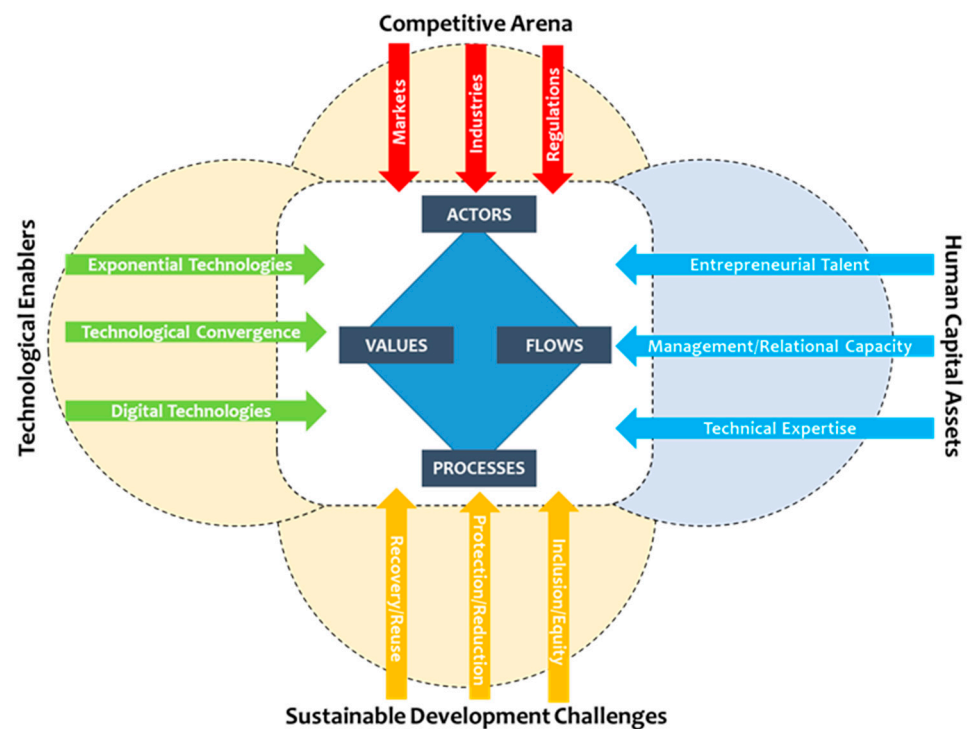 Competitive Arena
Markets
Industries
Regulations
ACTORS
Technological Enablers
Exponential Technologies
Technological Convergence
Digital Technologies
VALUES
FLOWS
Entrepreneurial Talent
Management/Relational Capacity
Technical Expertise
Human Capital Assets
PROCESSES
Recovery/Reuse
Protection/Reduction
Inclusion/Equity
Sustainable Development Challenges